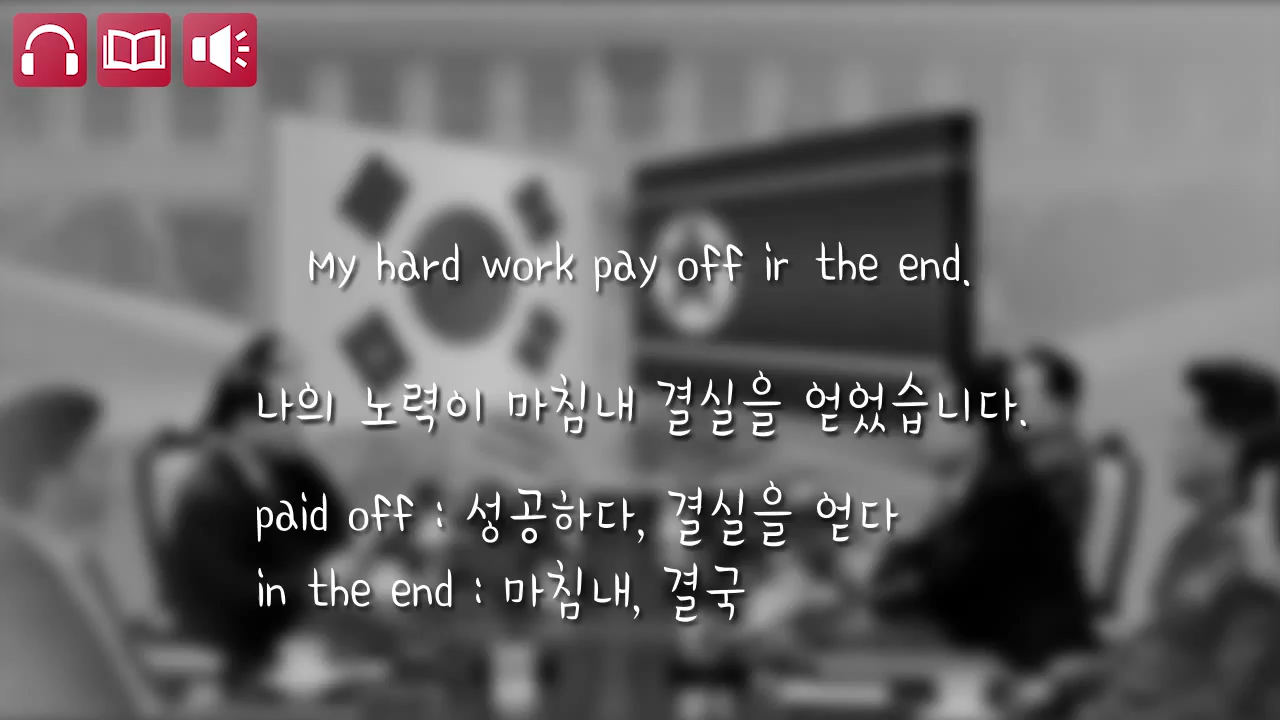 My hard work pay off ir the end.
나의 노력이 마침내 결실을 얻었습니다.
paid off : 성공하다, 결실을 얻다
in the end : 마침내, 결국